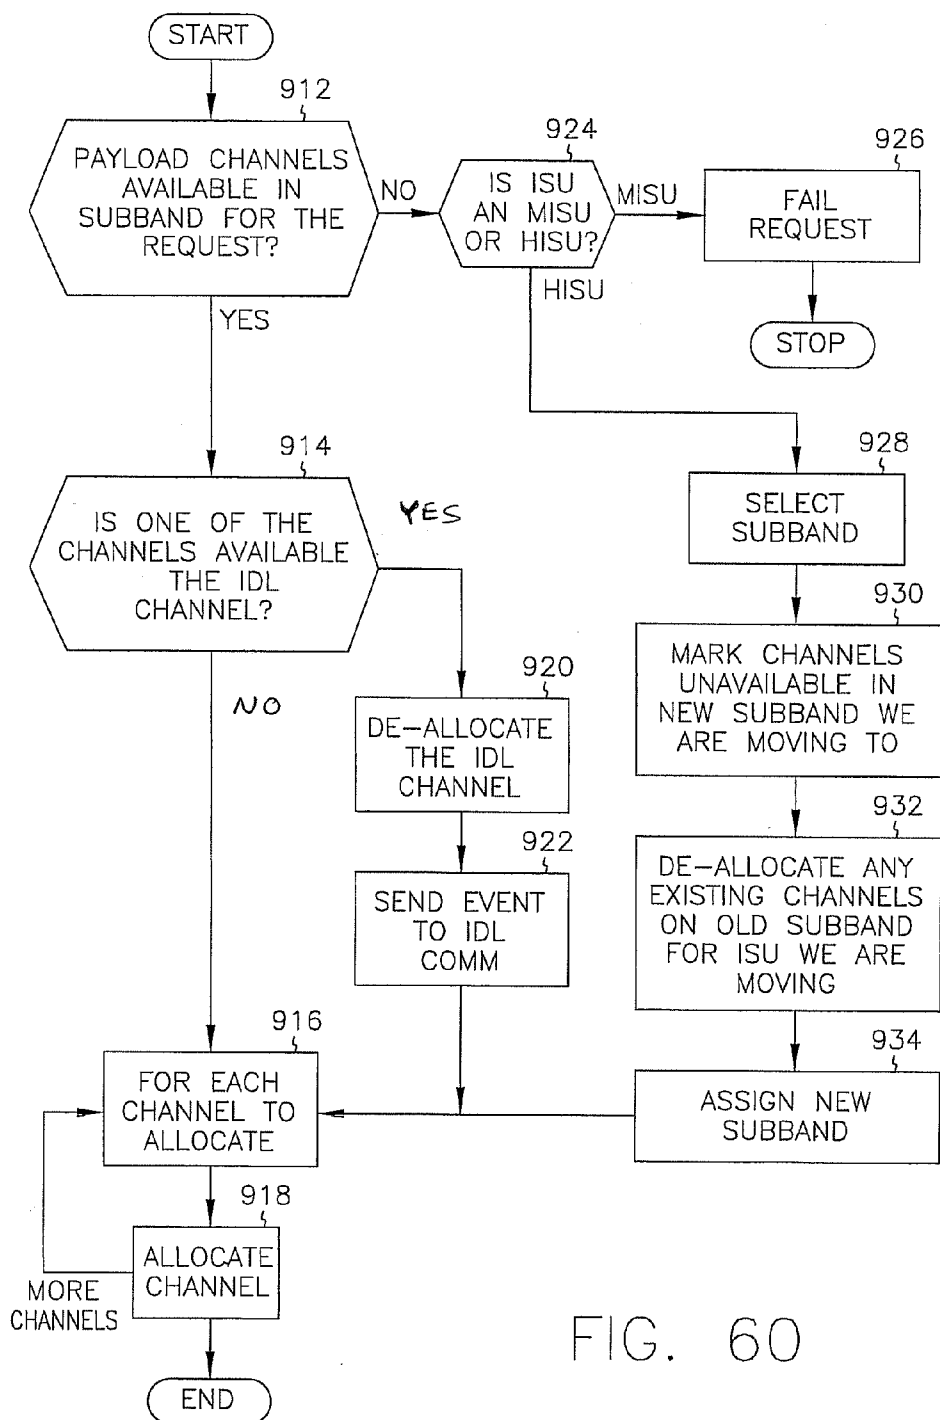 START
912
PAYLOAD CHANNELS
AVAILABLE IN
SUBBAND FOR THE
REQUEST?
NO
YES
924
IS ISU
AN MISU
OR HISU?
MISU
HISU
926
FAIL
REQUEST
STOP
914
IS ONE OF THE
CHANNELS AVAILABLE
THE IDL
CHANNEL?
YES
NO
928
SELECT
SUBBAND
930
MARK CHANNELS
UNAVAILABLE IN
NEW SUBBAND WE
ARE MOVING TO
920
DE-ALLOCATE
THE IDL
CHANNEL
922
SEND EVENT
TO IDL
COMM
932
DE-ALLOCATE ANY
EXISTING CHANNELS
ON OLD SUBBAND
FOR ISU WE ARE
MOVING
934
ASSIGN NEW
SUBBAND
916
FOR EACH
CHANNEL TO
ALLOCATE
918
ALLOCATE
CHANNEL
MORE
CHANNELS
END
FIG. 60